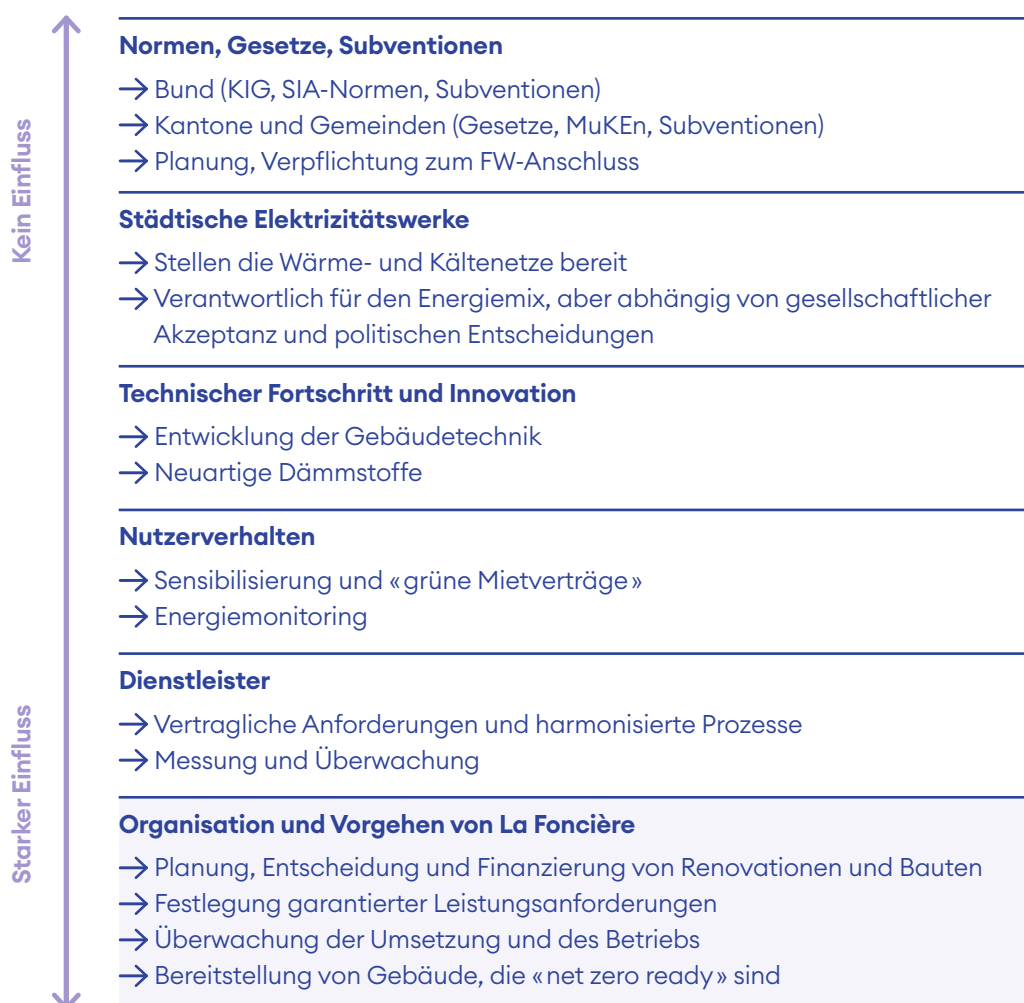 Kein Einfluss
Starker Einfluss
Normen, Gesetze, Subventionen
→ Bund (KIG, SIA-Normen, Subventionen)
→ Kantone und Gemeinden (Gesetze, MuKEn, Subventionen)
→ Planung, Verpflichtung zum FW-Anschluss
Städtische Elektrizitätswerke
→ Stellen die Wärme- und Kältenetze bereit
→ Verantwortlich für den Energiemix, aber abhängig von gesellschaftlicher
Akzeptanz und politischen Entscheidungen
Technischer Fortschritt und Innovation
→ Entwicklung der Gebäudetechnik
→ Neuartige Dämmstoffe
Nutzerverhalten
→ Sensibilisierung und «grüne Mietverträge»
→ Energiemonitoring
Dienstleister
→ Vertragliche Anforderungen und harmonisierte Prozesse
→ Messung und Überwachung
Organisation und Vorgehen von La Foncière
→ Planung, Entscheidung und Finanzierung von Renovationen und Bauten
→ Festlegung garantierter Leistungsanforderungen
→ Überwachung der Umsetzung und des Betriebs
→ Bereitstellung von Gebäude, die «net zero ready» sind